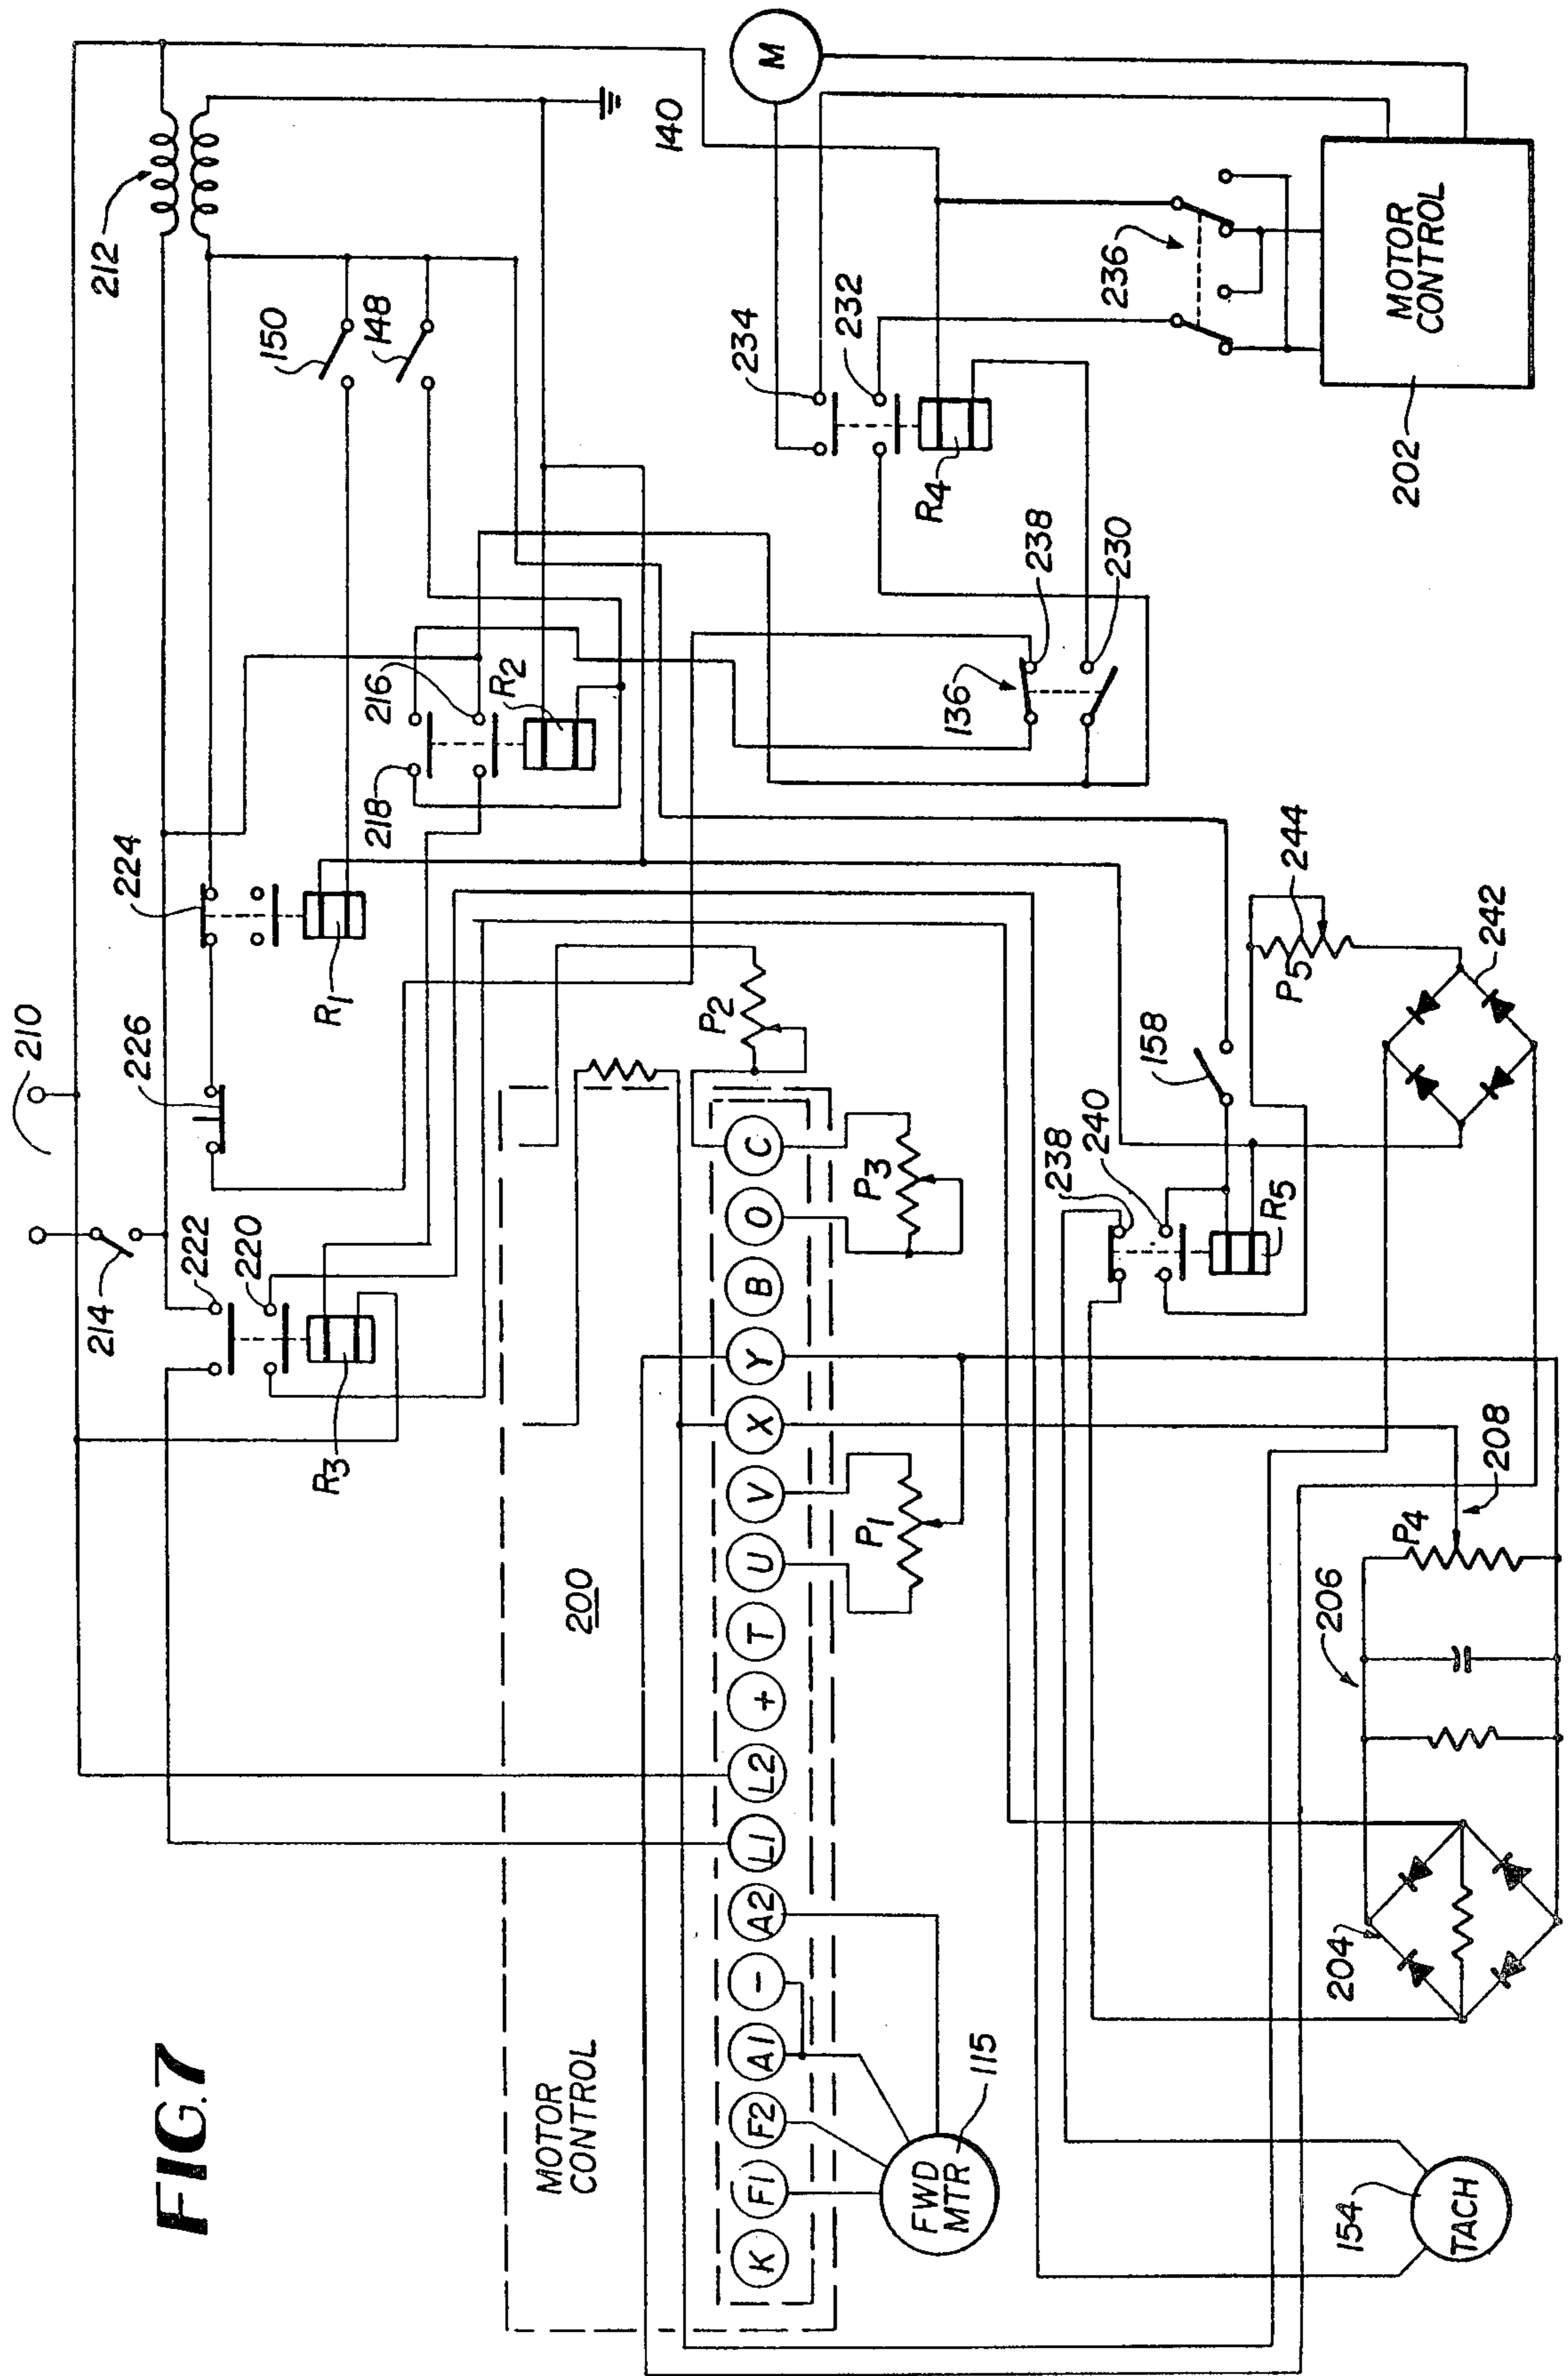 FIG.7
210
212
214
226
224
222
220
R3
R1
218
216
R2
150
148
140
M
234
232
R4
236
136
238
230
MOTOR
CONTROL
202
MOTOR
CONTROL
200
K
F1
F2
A1
−
A2
L1
L2
+
T
U
V
X
Y
B
O
C
P2
P3
P1
FWD
MTR
115
238
240
158
R5
P5
244
242
TACH
154
204
206
P4
208